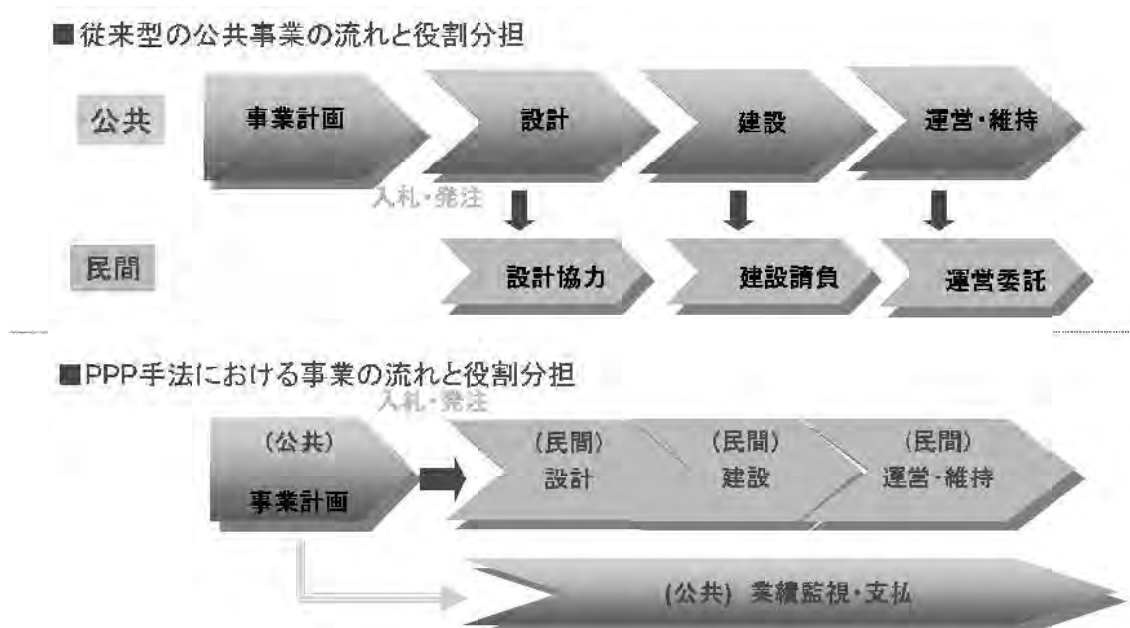 ■従来型の公共事業の流れと役割分担
公共
事業計画
設計
建設
運営・維持
入札・発注
民間
設計協力
建設請負
運営委託
■PPP手法における事業の流れと役割分担
入札・発注
(公共)
事業計画
(民間)
設計
(民間)
建設
(民間)
運営・維持
(公共) 業績監視・支払